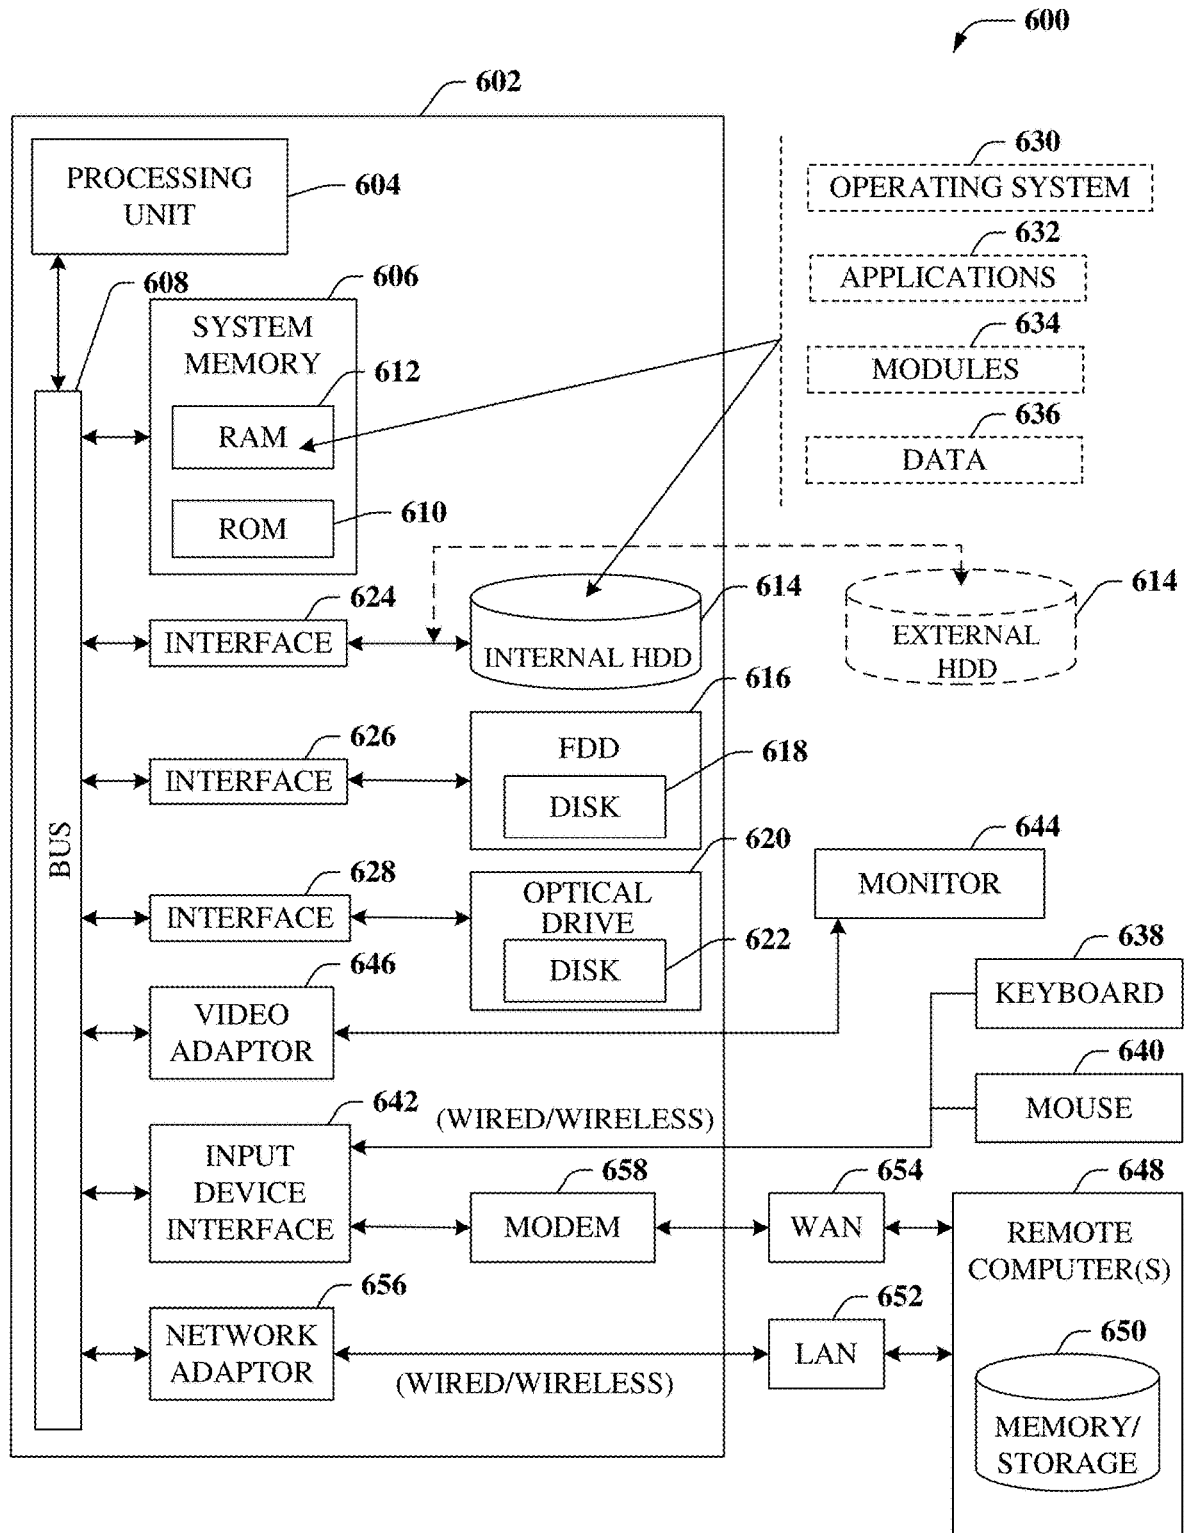 600
602
PROCESSING
UNIT
604
630
OPERATING SYSTEM
608
606
632
APPLICATIONS
SYSTEM
MEMORY
634
MODULES
612
RAM
636
DATA
610
ROM
624
INTERFACE
614
INTERNAL HDD
614
EXTERNAL
HDD
616
626
INTERFACE
FDD
618
DISK
BUS
620
644
MONITOR
628
INTERFACE
OPTICAL
DRIVE
622
DISK
638
KEYBOARD
646
VIDEO
ADAPTOR
640
MOUSE
642
(WIRED/WIRELESS)
INPUT
DEVICE
INTERFACE
658
MODEM
654
WAN
648
REMOTE
COMPUTER(S)
656
NETWORK
ADAPTOR
652
LAN
(WIRED/WIRELESS)
650
MEMORY/
STORAGE